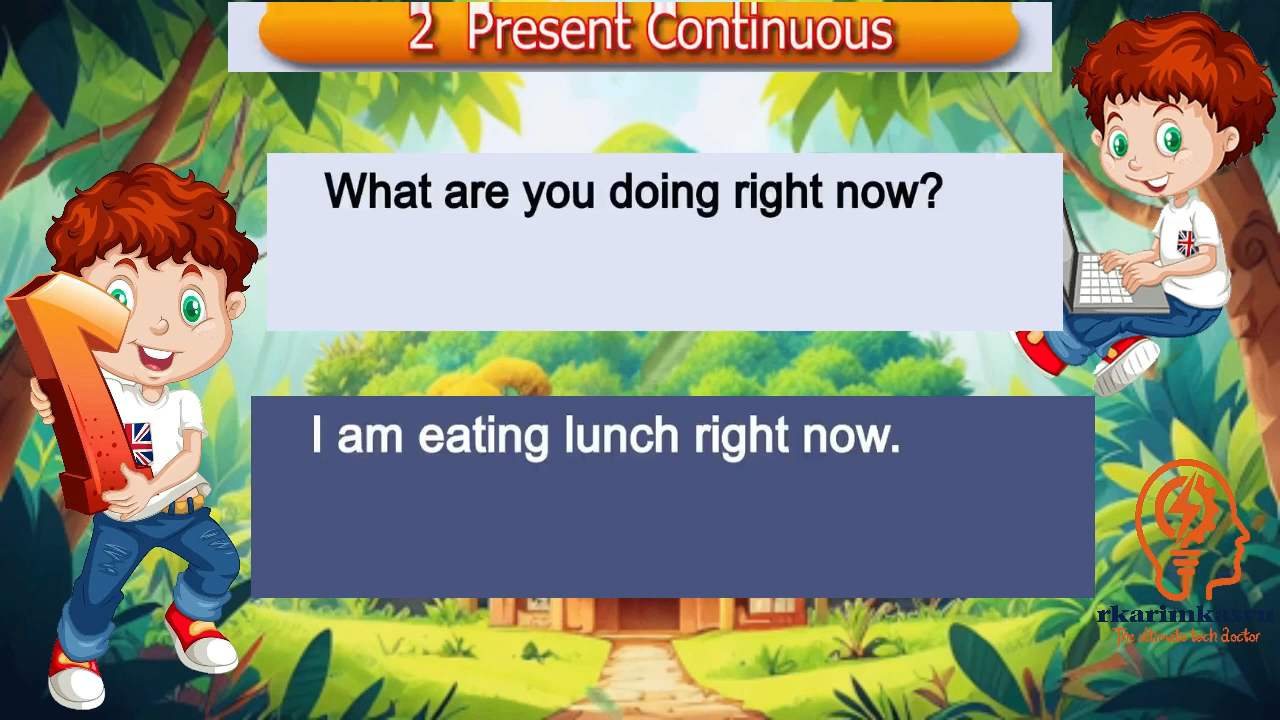 2 Present Continuous
What are you doing right now?
I am eating lunch right now.
The ultimate tech doctor